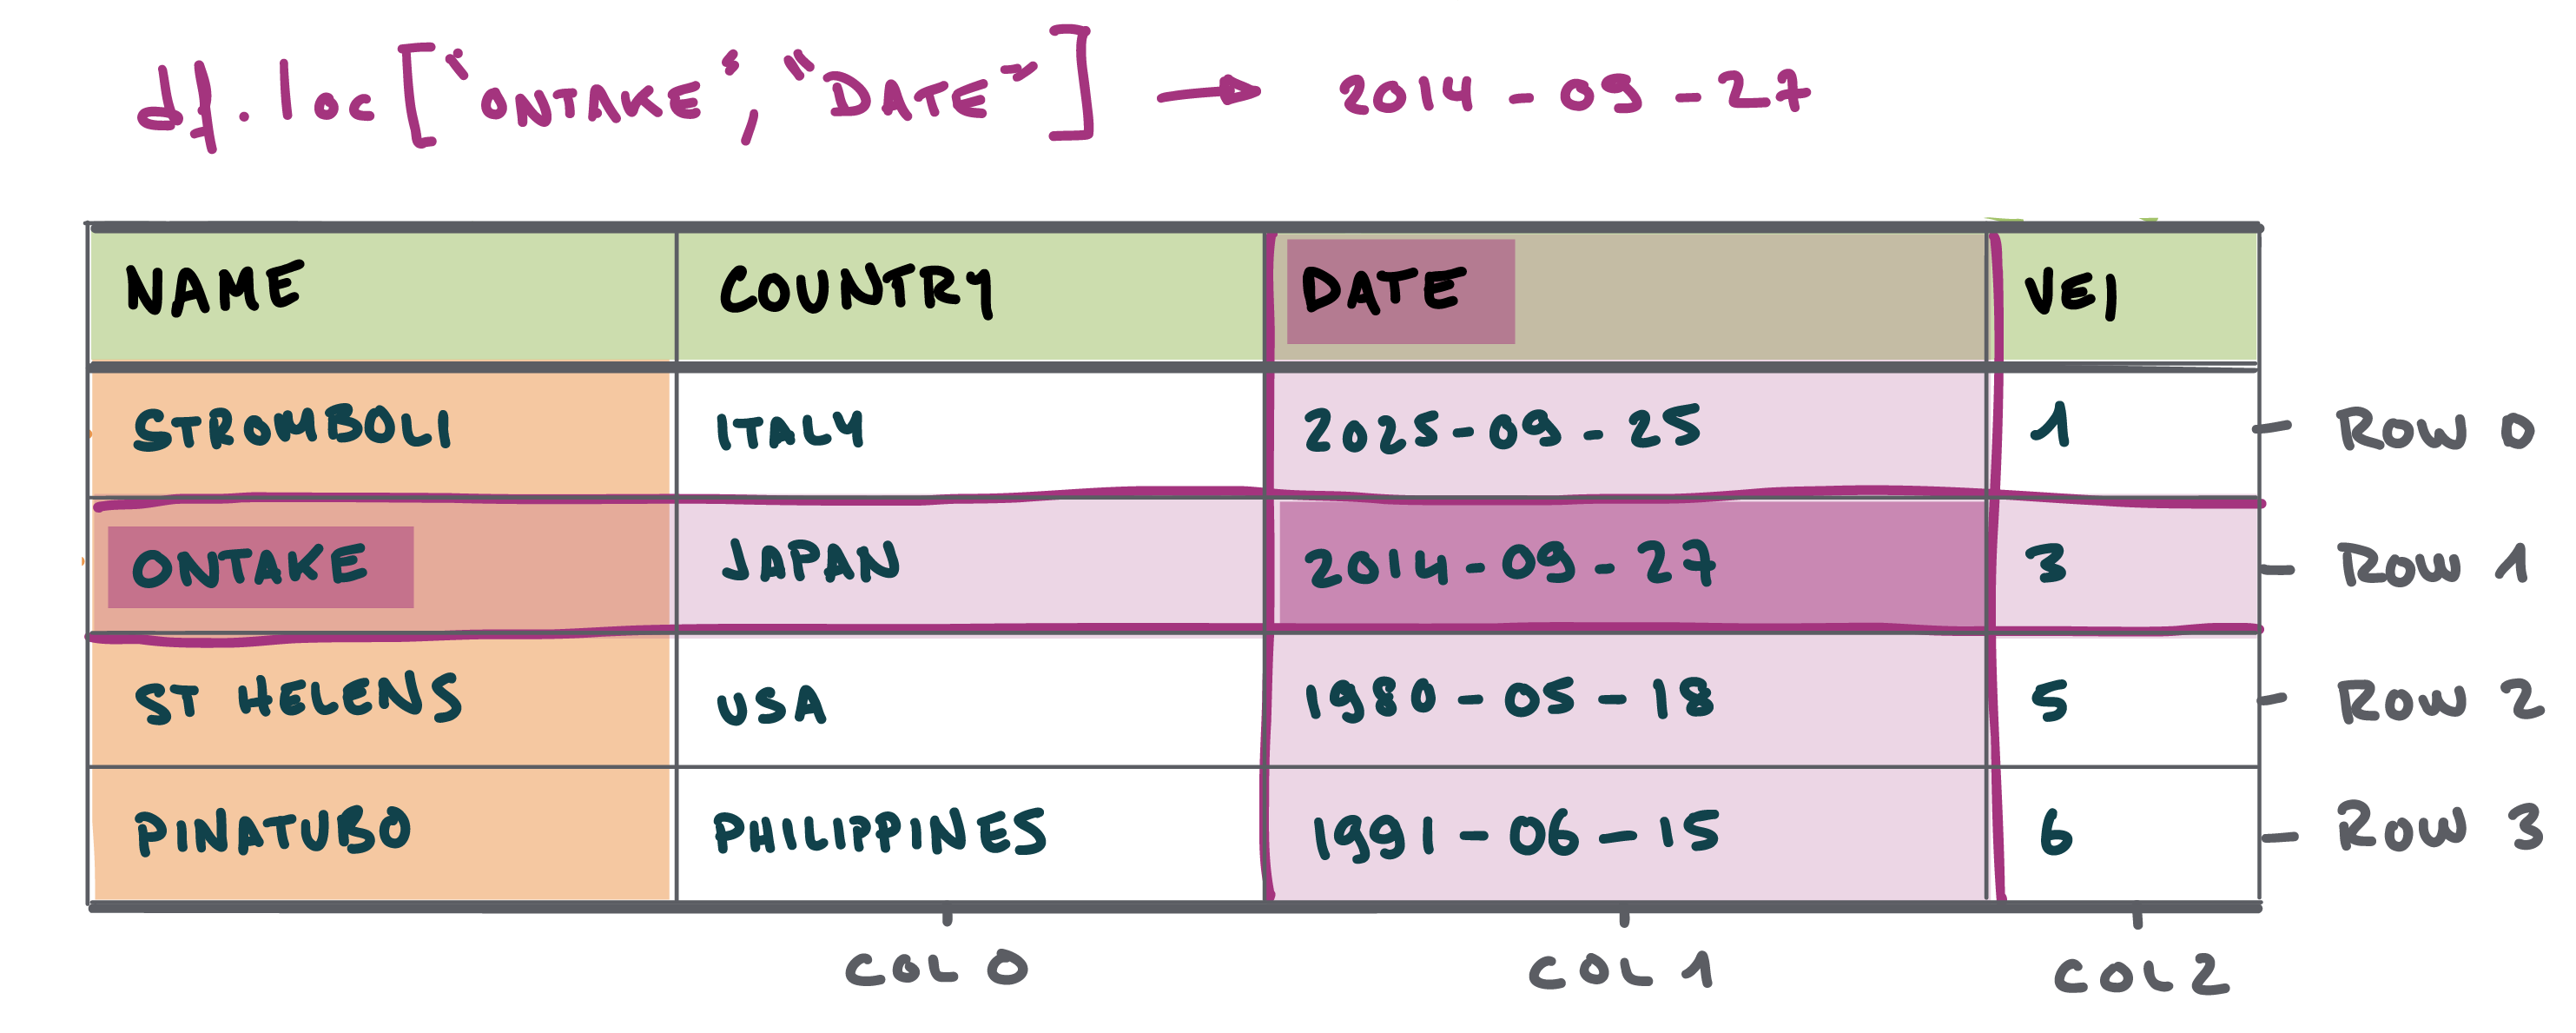 df.loc["ONTAKE", "DATE"] → 2014-09-27
NAME COUNTRY DATE VEI
STROMBOLI ITALY 2025-09-25 1 ROW 0
ONTAKE JAPAN 2014-09-27 3 ROW 1
ST HELENS USA 1980-05-18 5 ROW 2
PINATUBO PHILIPPINES 1991-06-15 6 ROW 3
COL 0 COL 1 COL 2